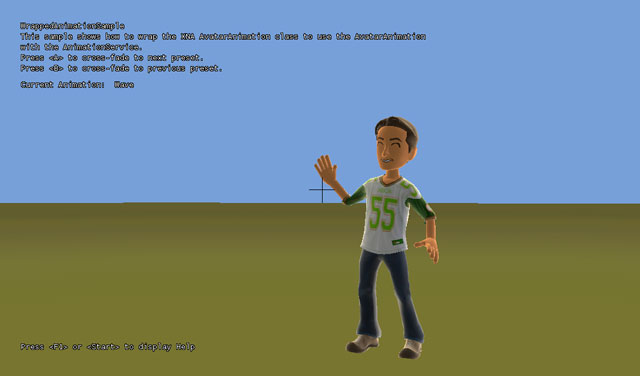 WrappedAnimationSample
This sample shows how to wrap the XNA AvatarAnimation class to use the AvatarAnimation
with the AnimationService.
Press <A> to cross-fade to next preset.
Press <B> to cross-fade to previous preset.
Current Animation: Wave
55
Press <F1> or <Start> to display Help